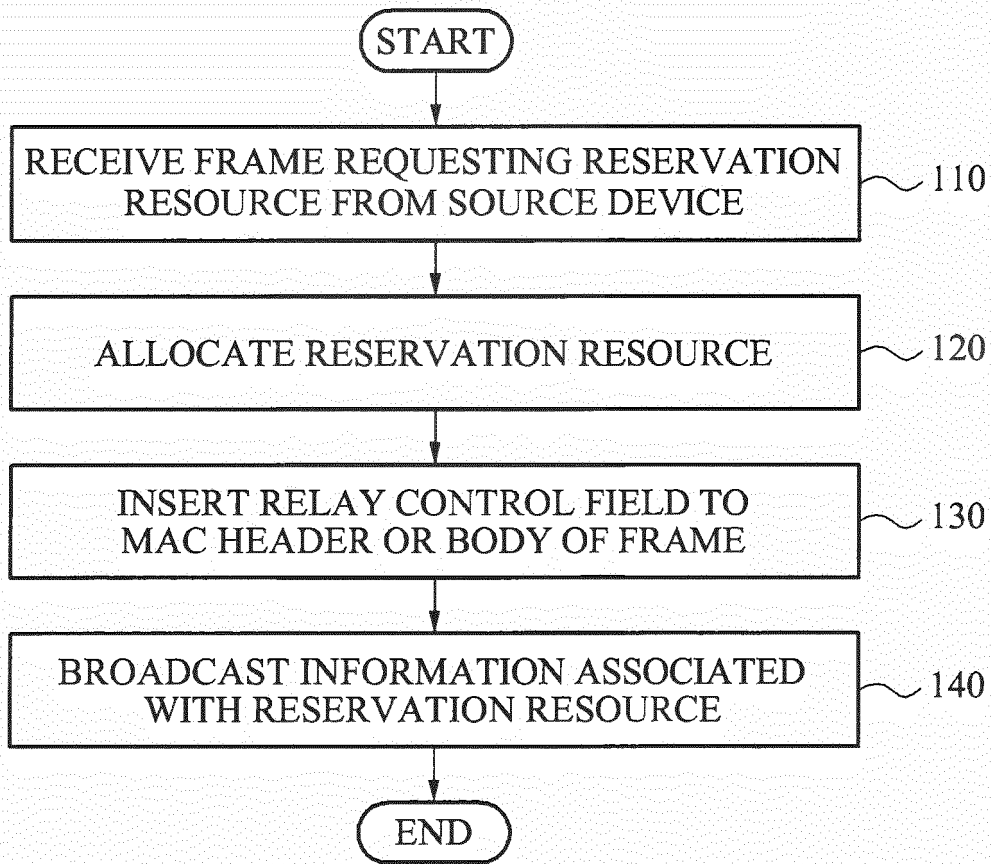 START
RECEIVE FRAME REQUESTING RESERVATION
RESOURCE FROM SOURCE DEVICE
110
ALLOCATE RESERVATION RESOURCE
120
INSERT RELAY CONTROL FIELD TO
MAC HEADER OR BODY OF FRAME
130
BROADCAST INFORMATION ASSOCIATED
WITH RESERVATION RESOURCE
140
END